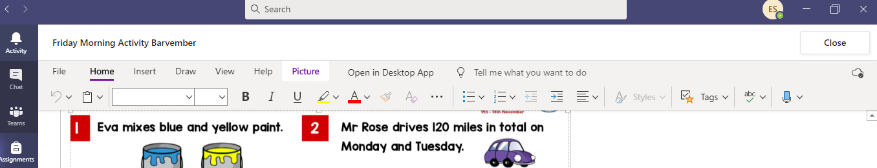 Search
ES
Activity
Friday Morning Activity Barvember
Close
File Home Insert Draw View Help Picture Open in Desktop App Tell me what you want to do
Chat
B I U A Styles Tags abc
Teams
9th - 14th November
1 Eva mixes blue and yellow paint.
2 Mr Rose drives 120 miles in total on
Monday and Tuesday.
Assignments